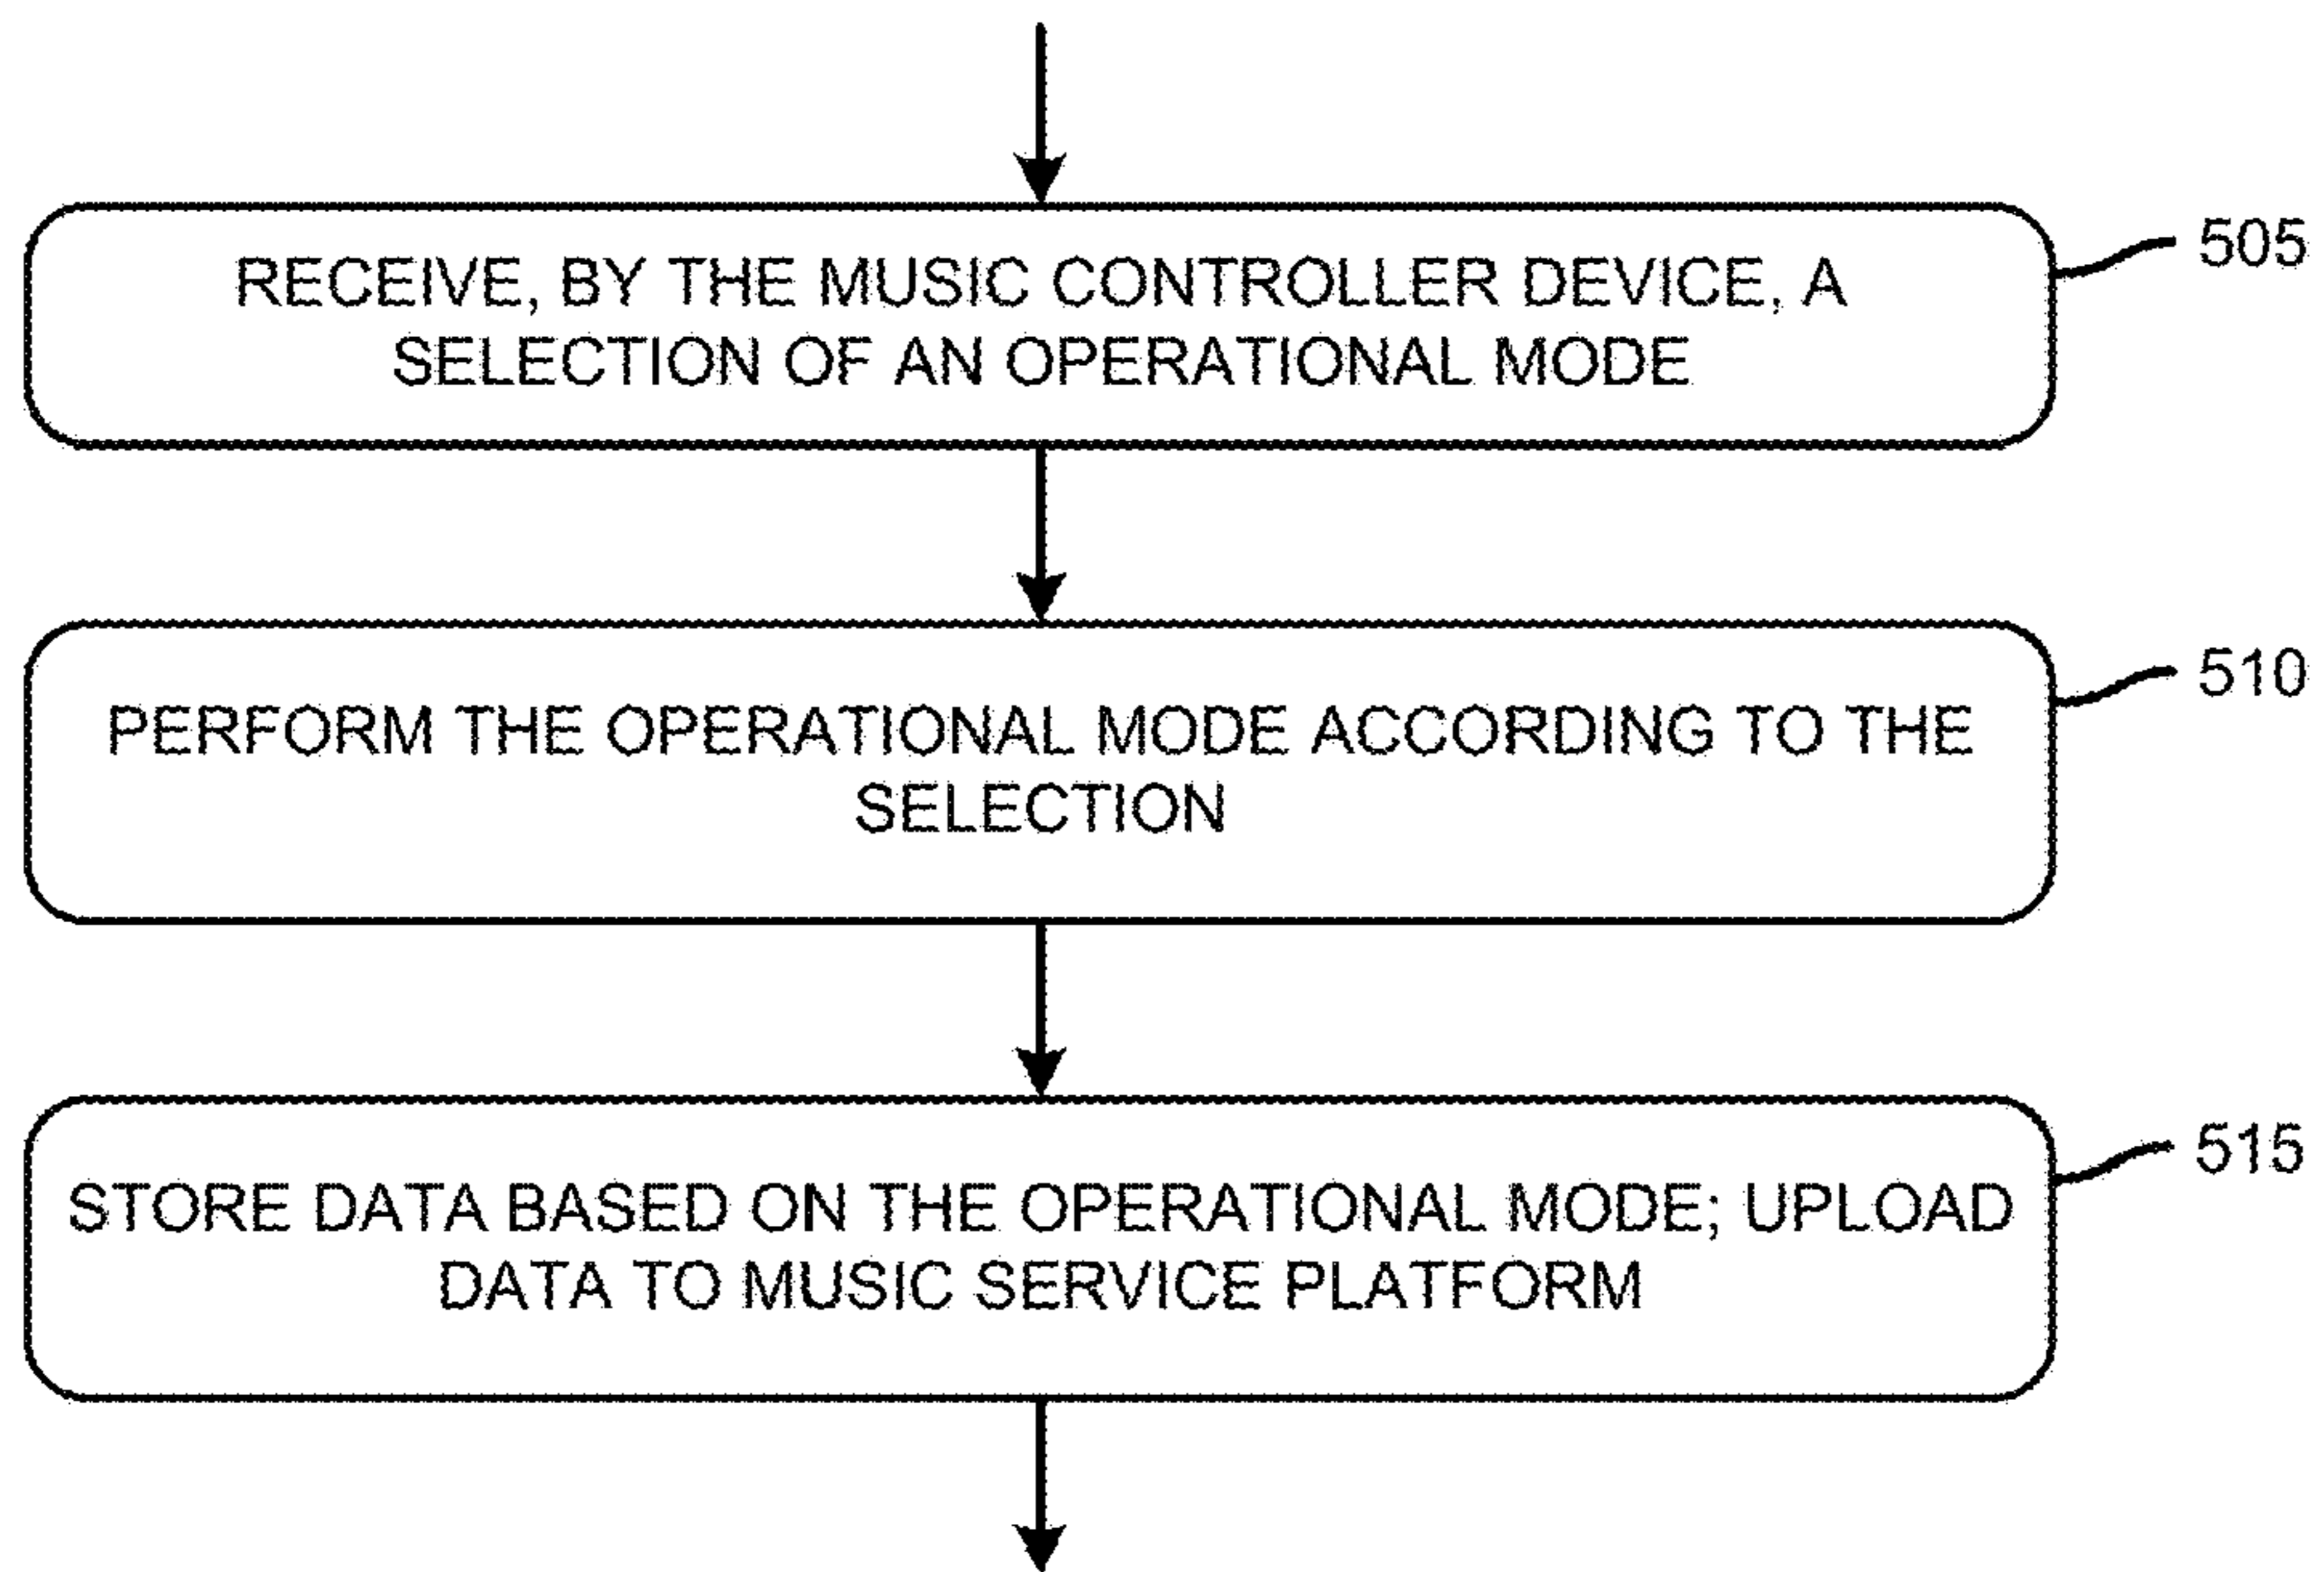 RECEIVE, BY THE MUSIC CONTROLLER DEVICE, A
SELECTION OF AN OPERATIONAL MODE
505
PERFORM THE OPERATIONAL MODE ACCORDING TO THE
SELECTION
510
STORE DATA BASED ON THE OPERATIONAL MODE; UPLOAD
DATA TO MUSIC SERVICE PLATFORM
515